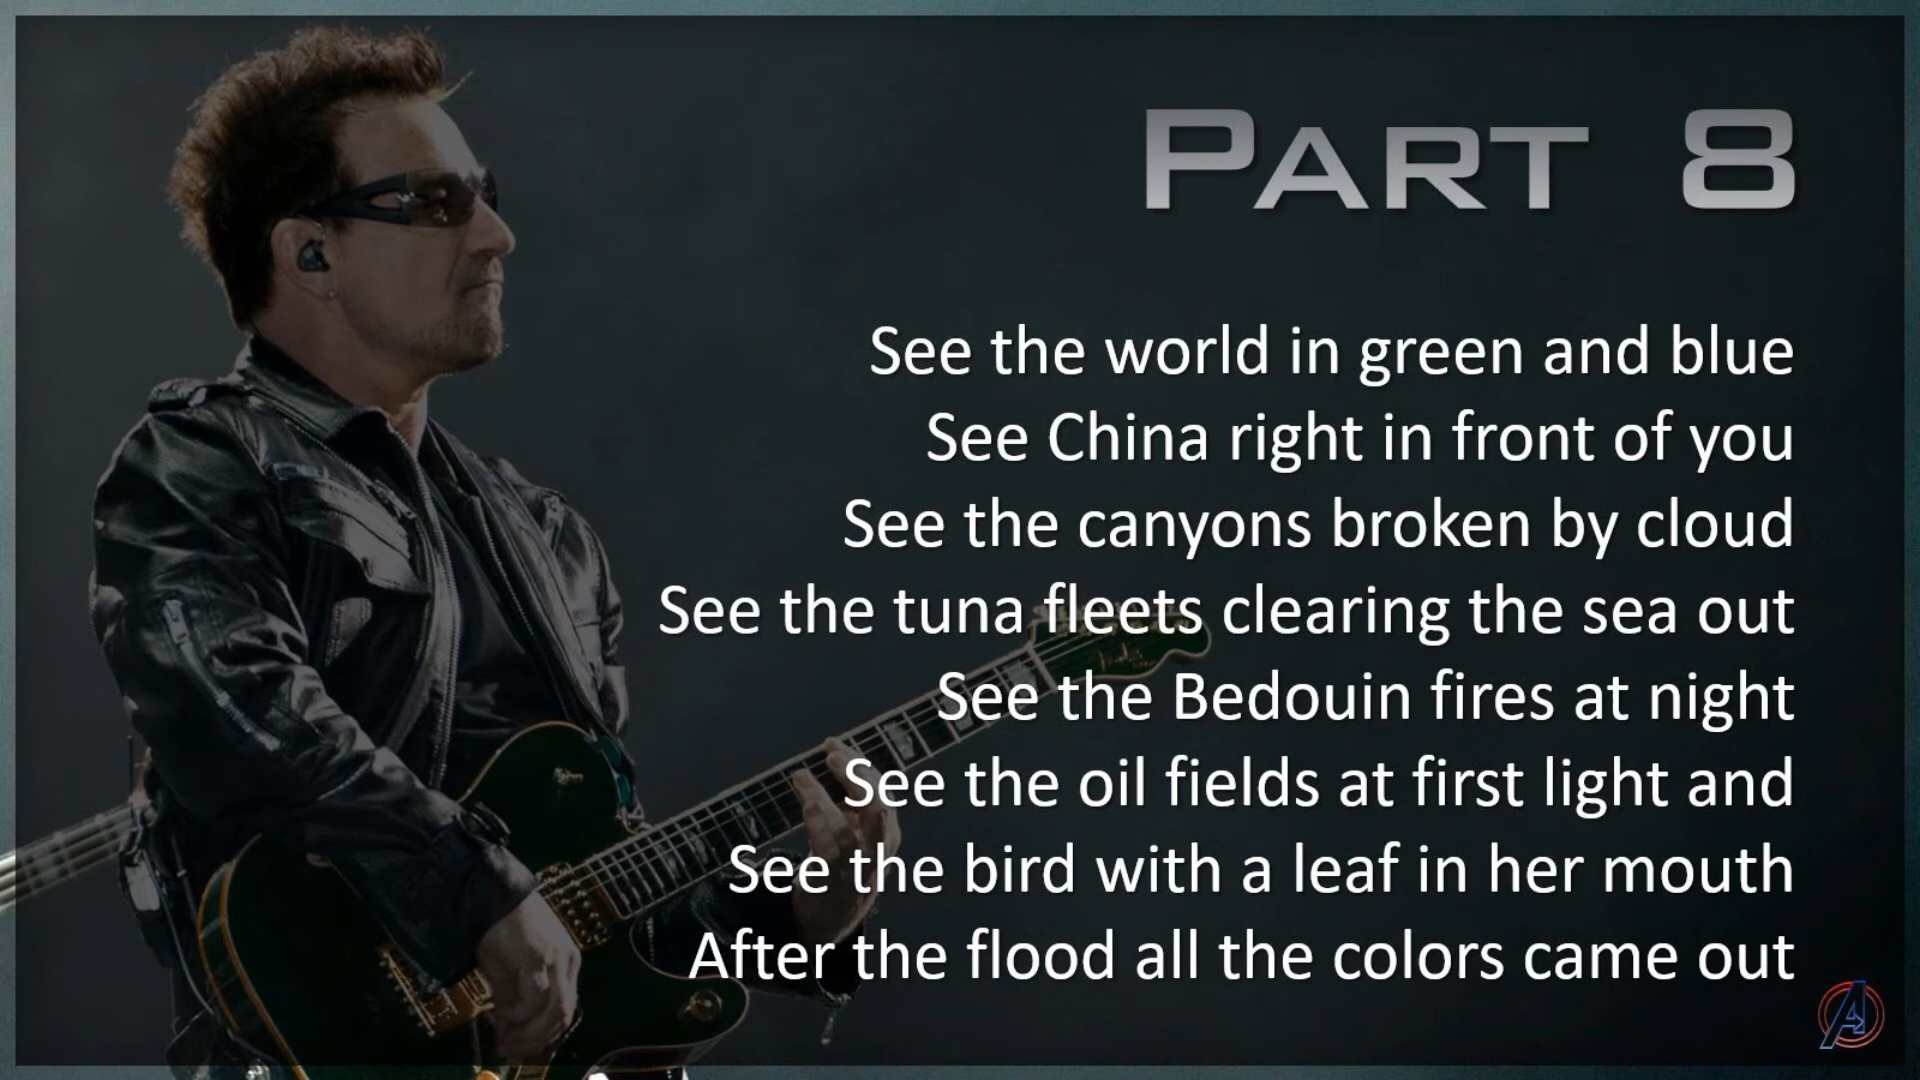 Part 8
See the world in green and blue
See China right in front of you
See the canyons broken by cloud
See the tuna fleets clearing the sea out
See the Bedouin fires at night
See the oil fields at first light and
See the bird with a leaf in her mouth
After the flood all the colors came out